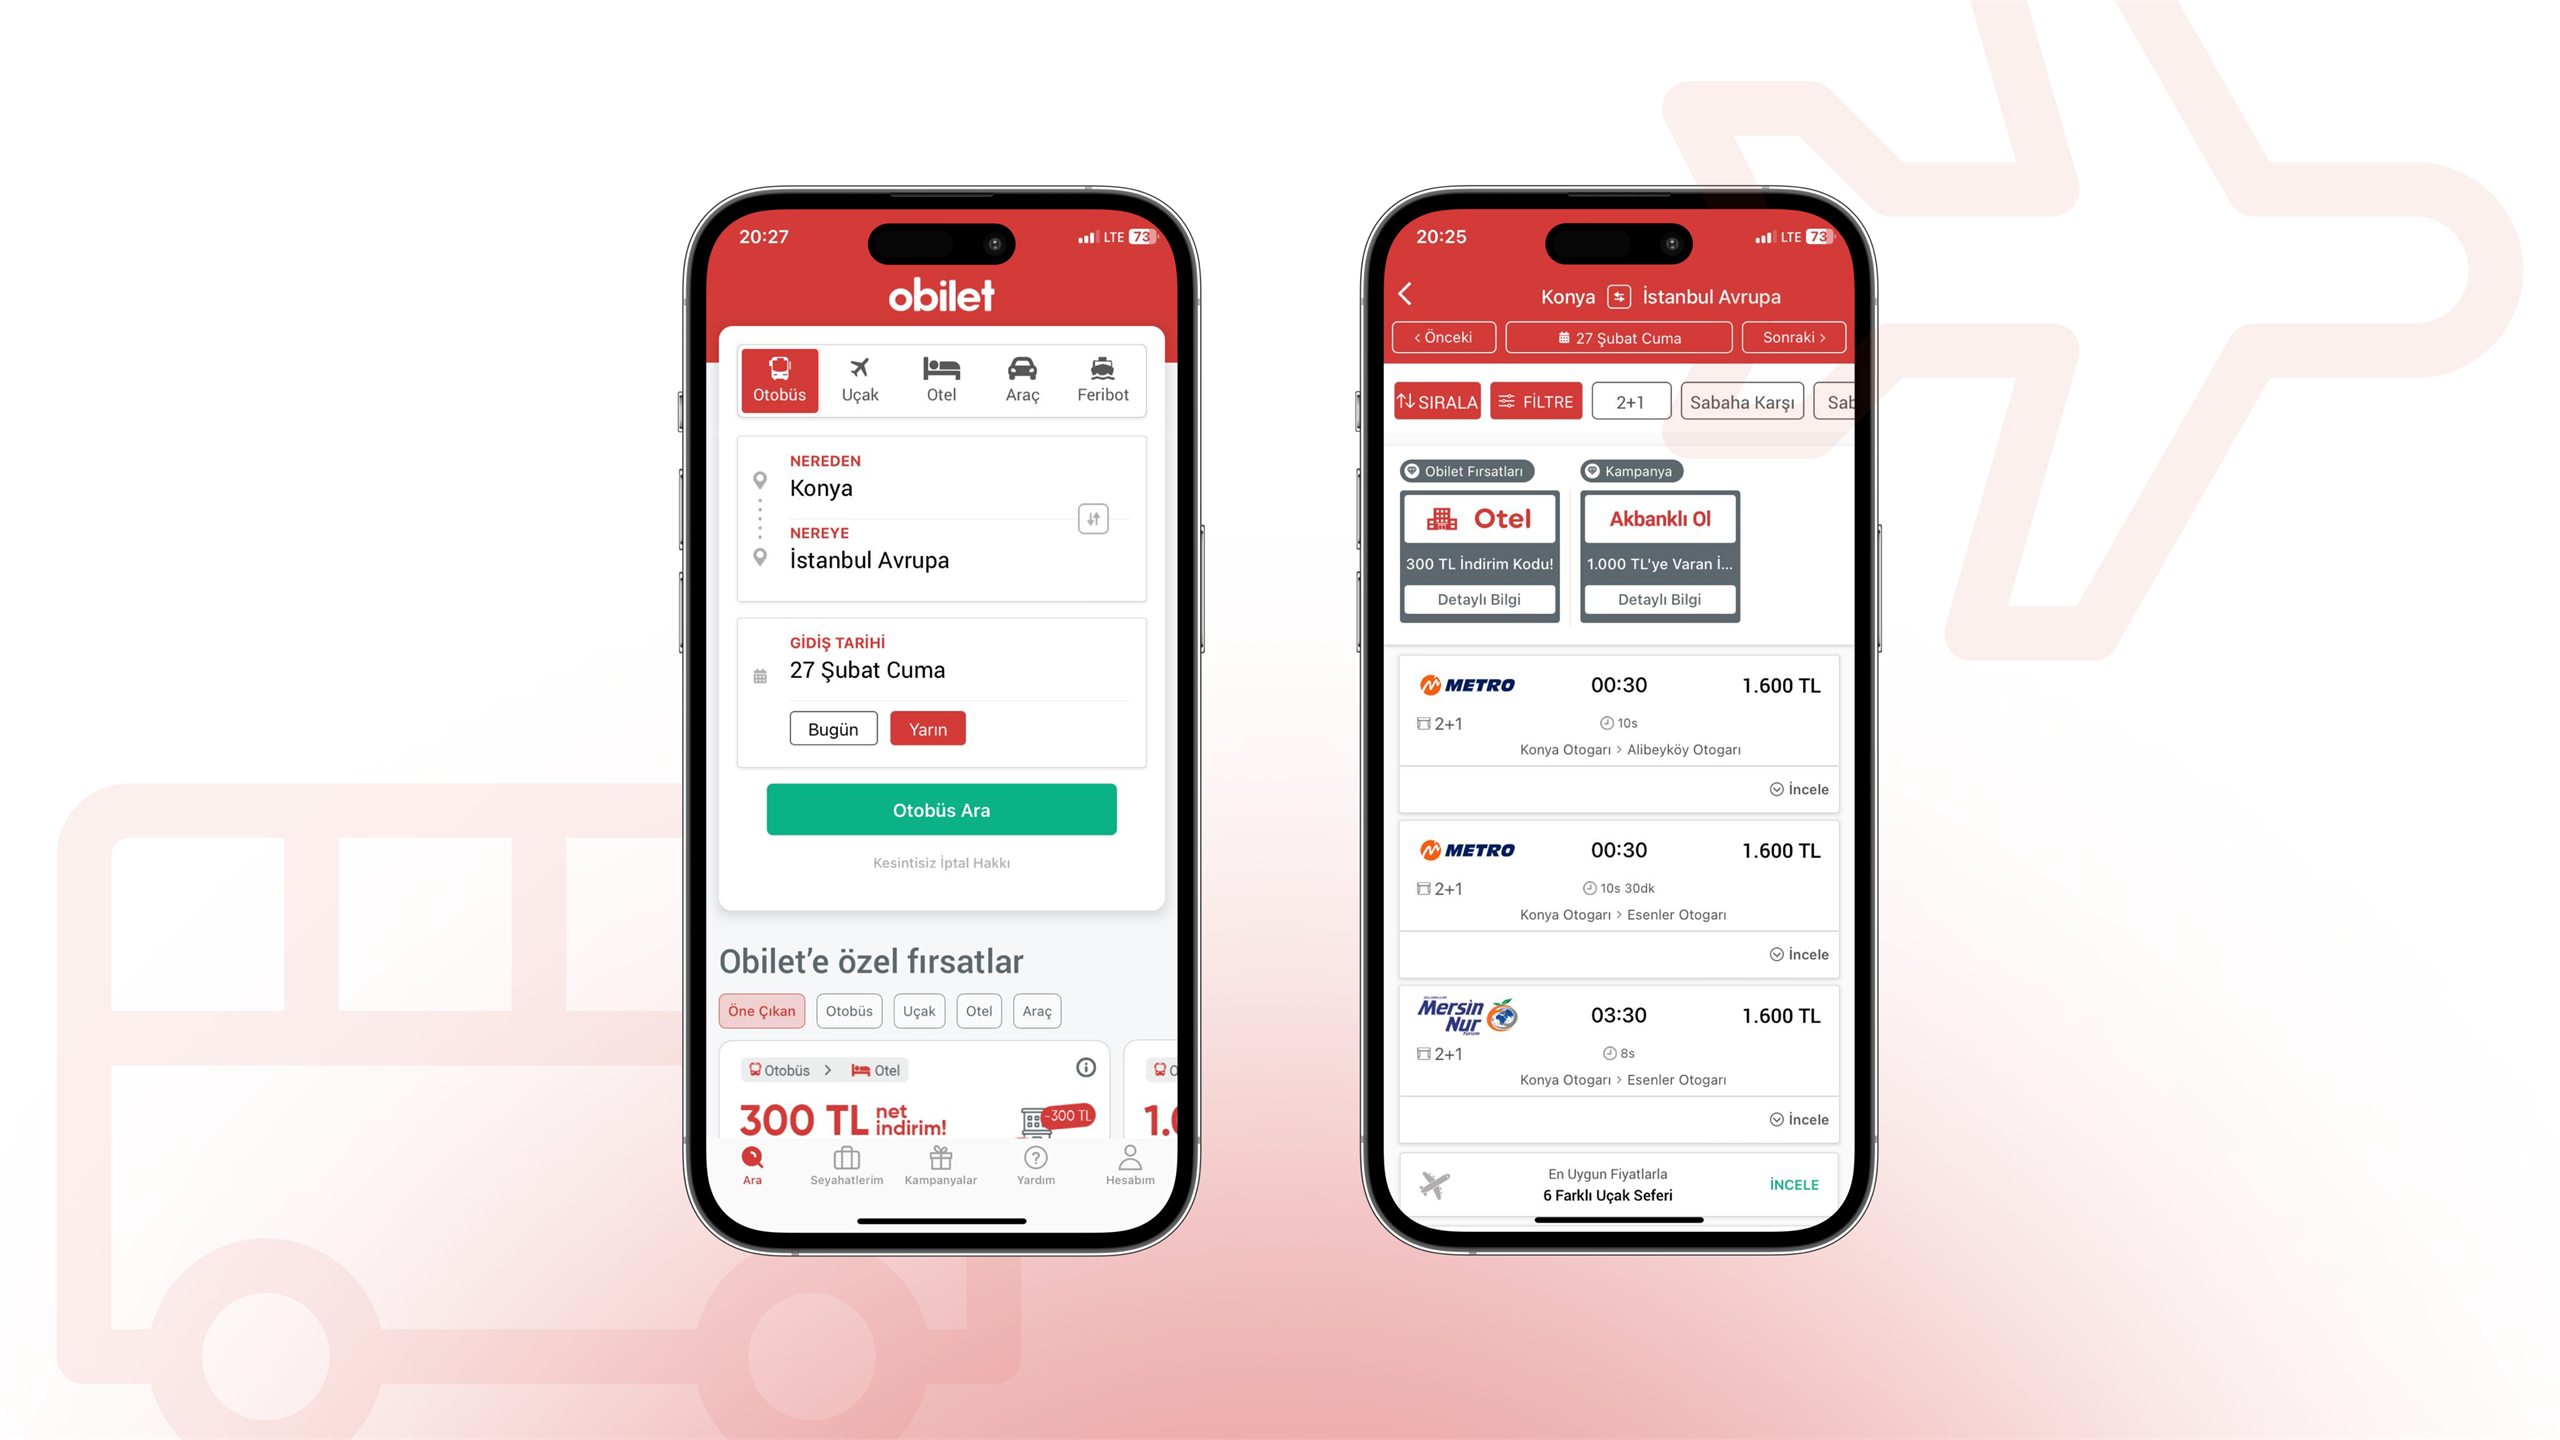 20:27
LTE 73
obilet
Otobüs
Uçak
Otel
Araç
Feribot
NEREDEN
Konya
NEREYE
İstanbul Avrupa
GİDİŞ TARİHİ
27 Şubat Cuma
Bugün
Yarın
Otobüs Ara
Kesintisiz İptal Hakkı
Obilet'e özel fırsatlar
Öne Çıkan
Otobüs
Uçak
Otel
Araç
Otobüs > Otel
300 TL net indirim!
-300 TL
Ara
Seyahatlerim
Kampanyalar
Yardım
Hesabım
20:25
LTE 73
Konya İstanbul Avrupa
< Önceki
27 Şubat Cuma
Sonraki >
SIRALA
FİLTRE
2+1
Sabaha Karşı
Sab
Obilet Fırsatları
Otel
300 TL İndirim Kodu!
Detaylı Bilgi
Kampanya
Akbanklı Ol
1.000 TL'ye Varan İ...
Detaylı Bilgi
METRO 00:30 1.600 TL
2+1 10s
Konya Otogarı > Alibeyköy Otogarı
İncele
METRO 00:30 1.600 TL
2+1 10s 30dk
Konya Otogarı > Esenler Otogarı
İncele
Mersin Nur 03:30 1.600 TL
2+1 8s
Konya Otogarı > Esenler Otogarı
İncele
En Uygun Fiyatlarla
6 Farklı Uçak Seferi
İNCELE